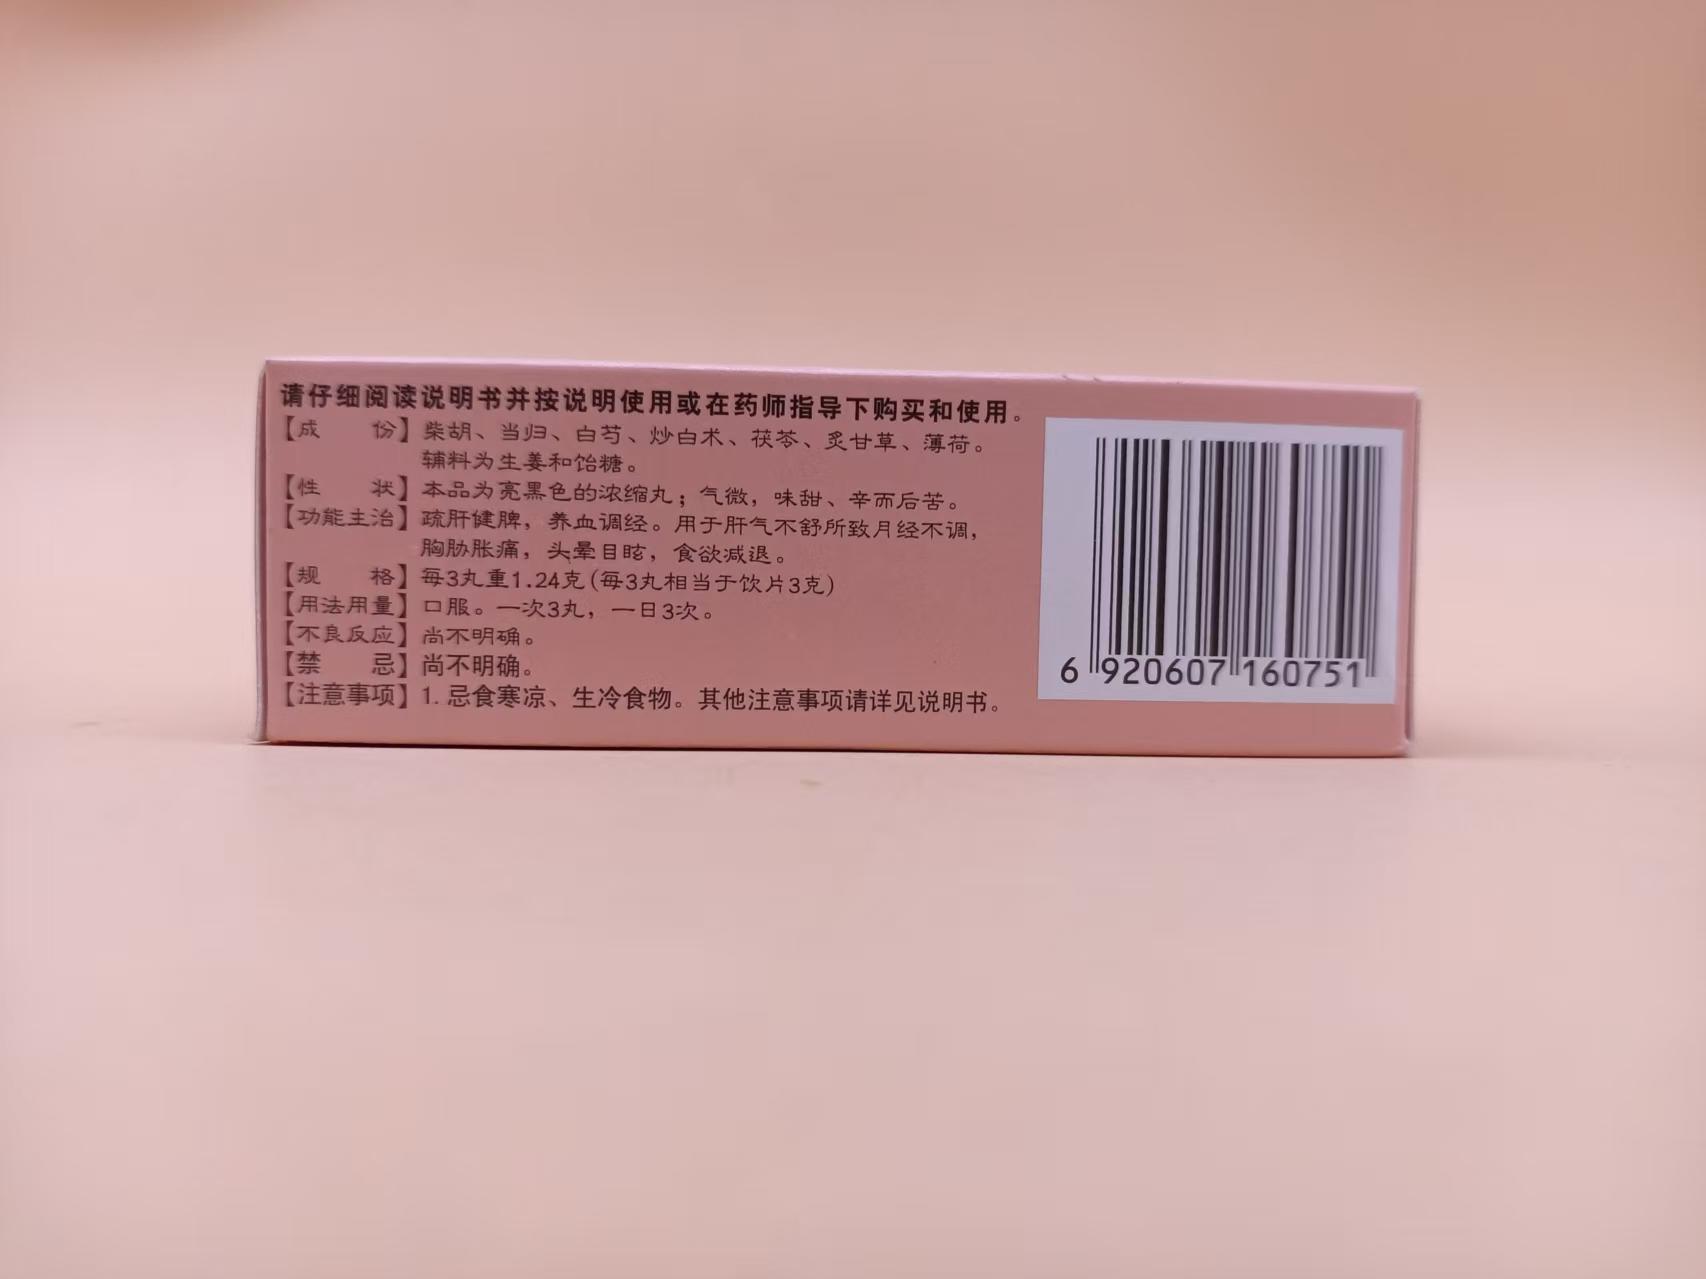 请仔细阅读说明书并按说明使用或在药师指导下购买和使用。
【成　　份】柴胡、当归、白芍、炒白术、茯苓、炙甘草、薄荷。
辅料为生姜和饴糖。
【性　　状】本品为亮黑色的浓缩丸；气微，味甜、辛而后苦。
【功能主治】疏肝健脾，养血调经。用于肝气不舒所致月经不调，
胸胁胀痛，头晕目眩，食欲减退。
【规　　格】每3丸重1.24克(每3丸相当于饮片3克)
【用法用量】口服。一次3丸，一日3次。
【不良反应】尚不明确。
【禁　　忌】尚不明确。
【注意事项】1. 忌食寒凉、生冷食物。其他注意事项请详见说明书。
6 920607 160751